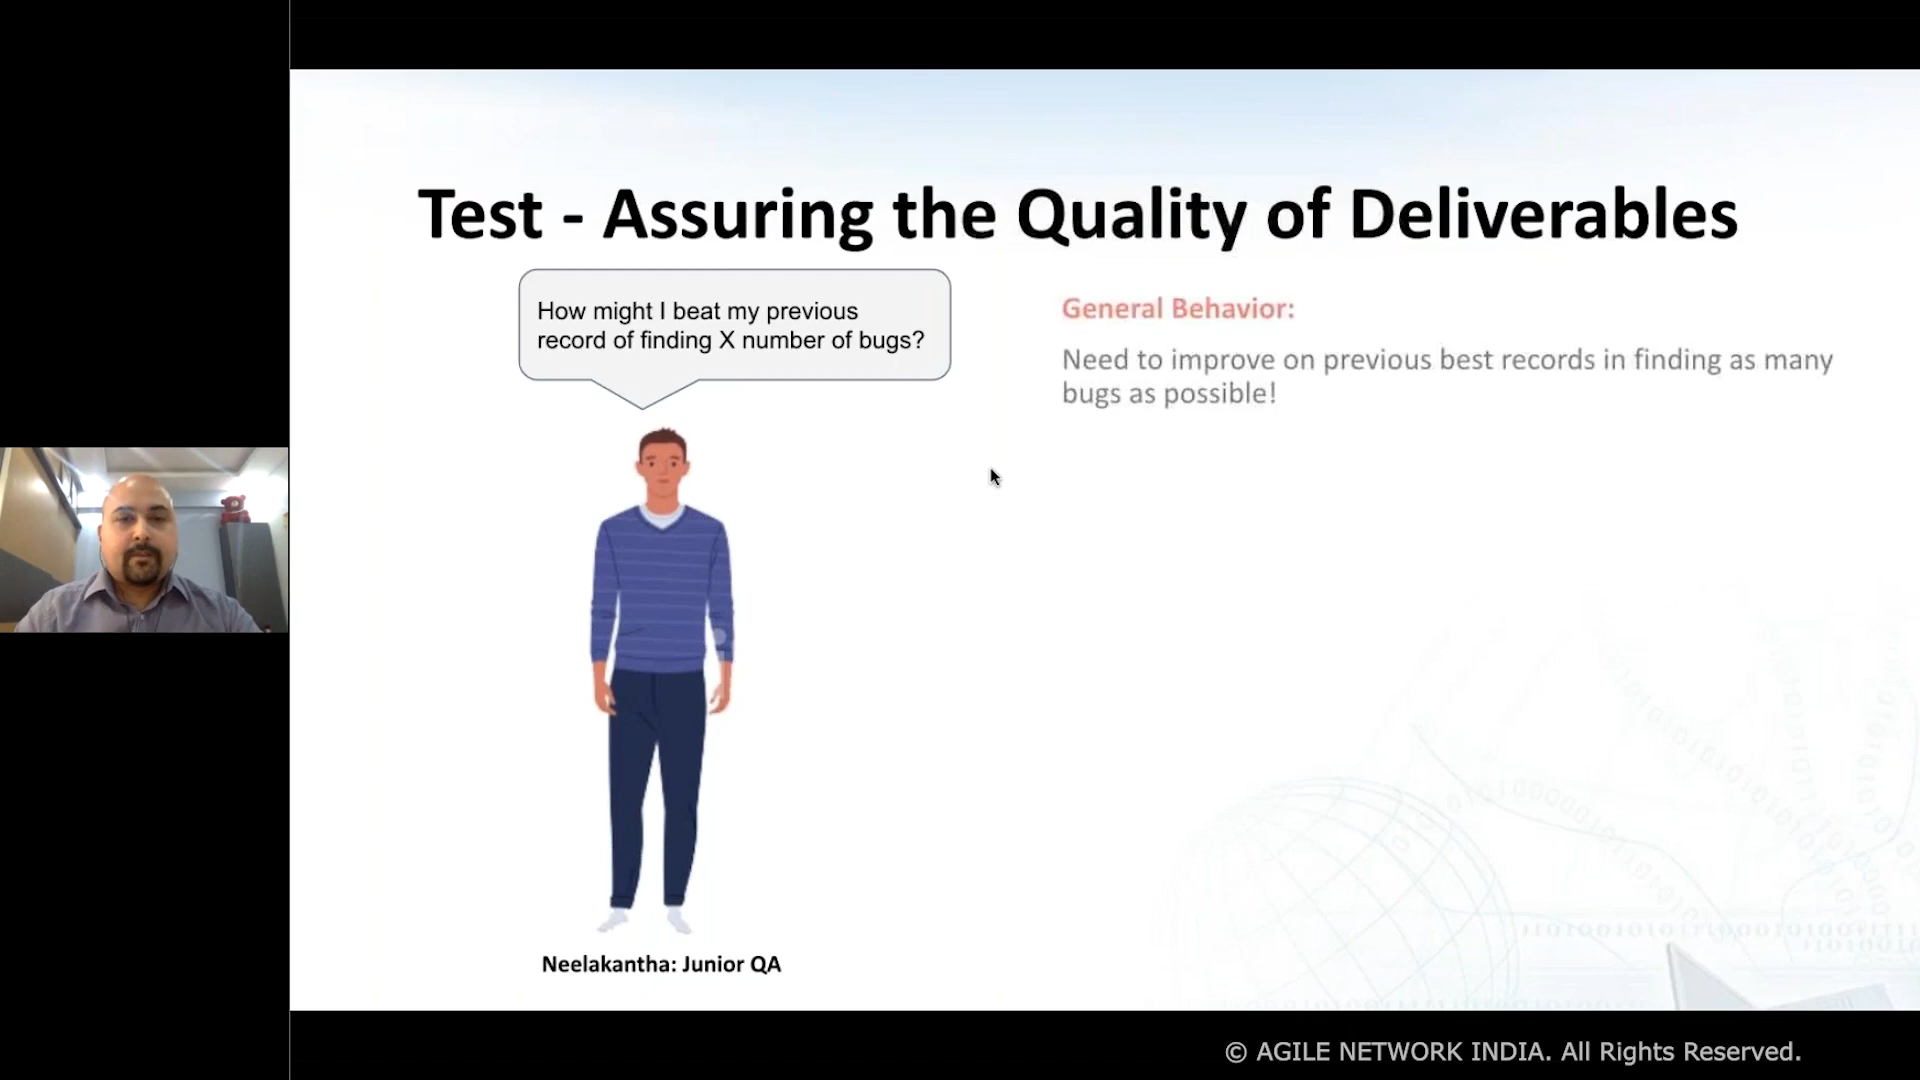 Test - Assuring the Quality of Deliverables
How might I beat my previous
record of finding X number of bugs?
General Behavior:
Need to improve on previous best records in finding as many
bugs as possible!
Neelakantha: Junior QA
© AGILE NETWORK INDIA. All Rights Reserved.